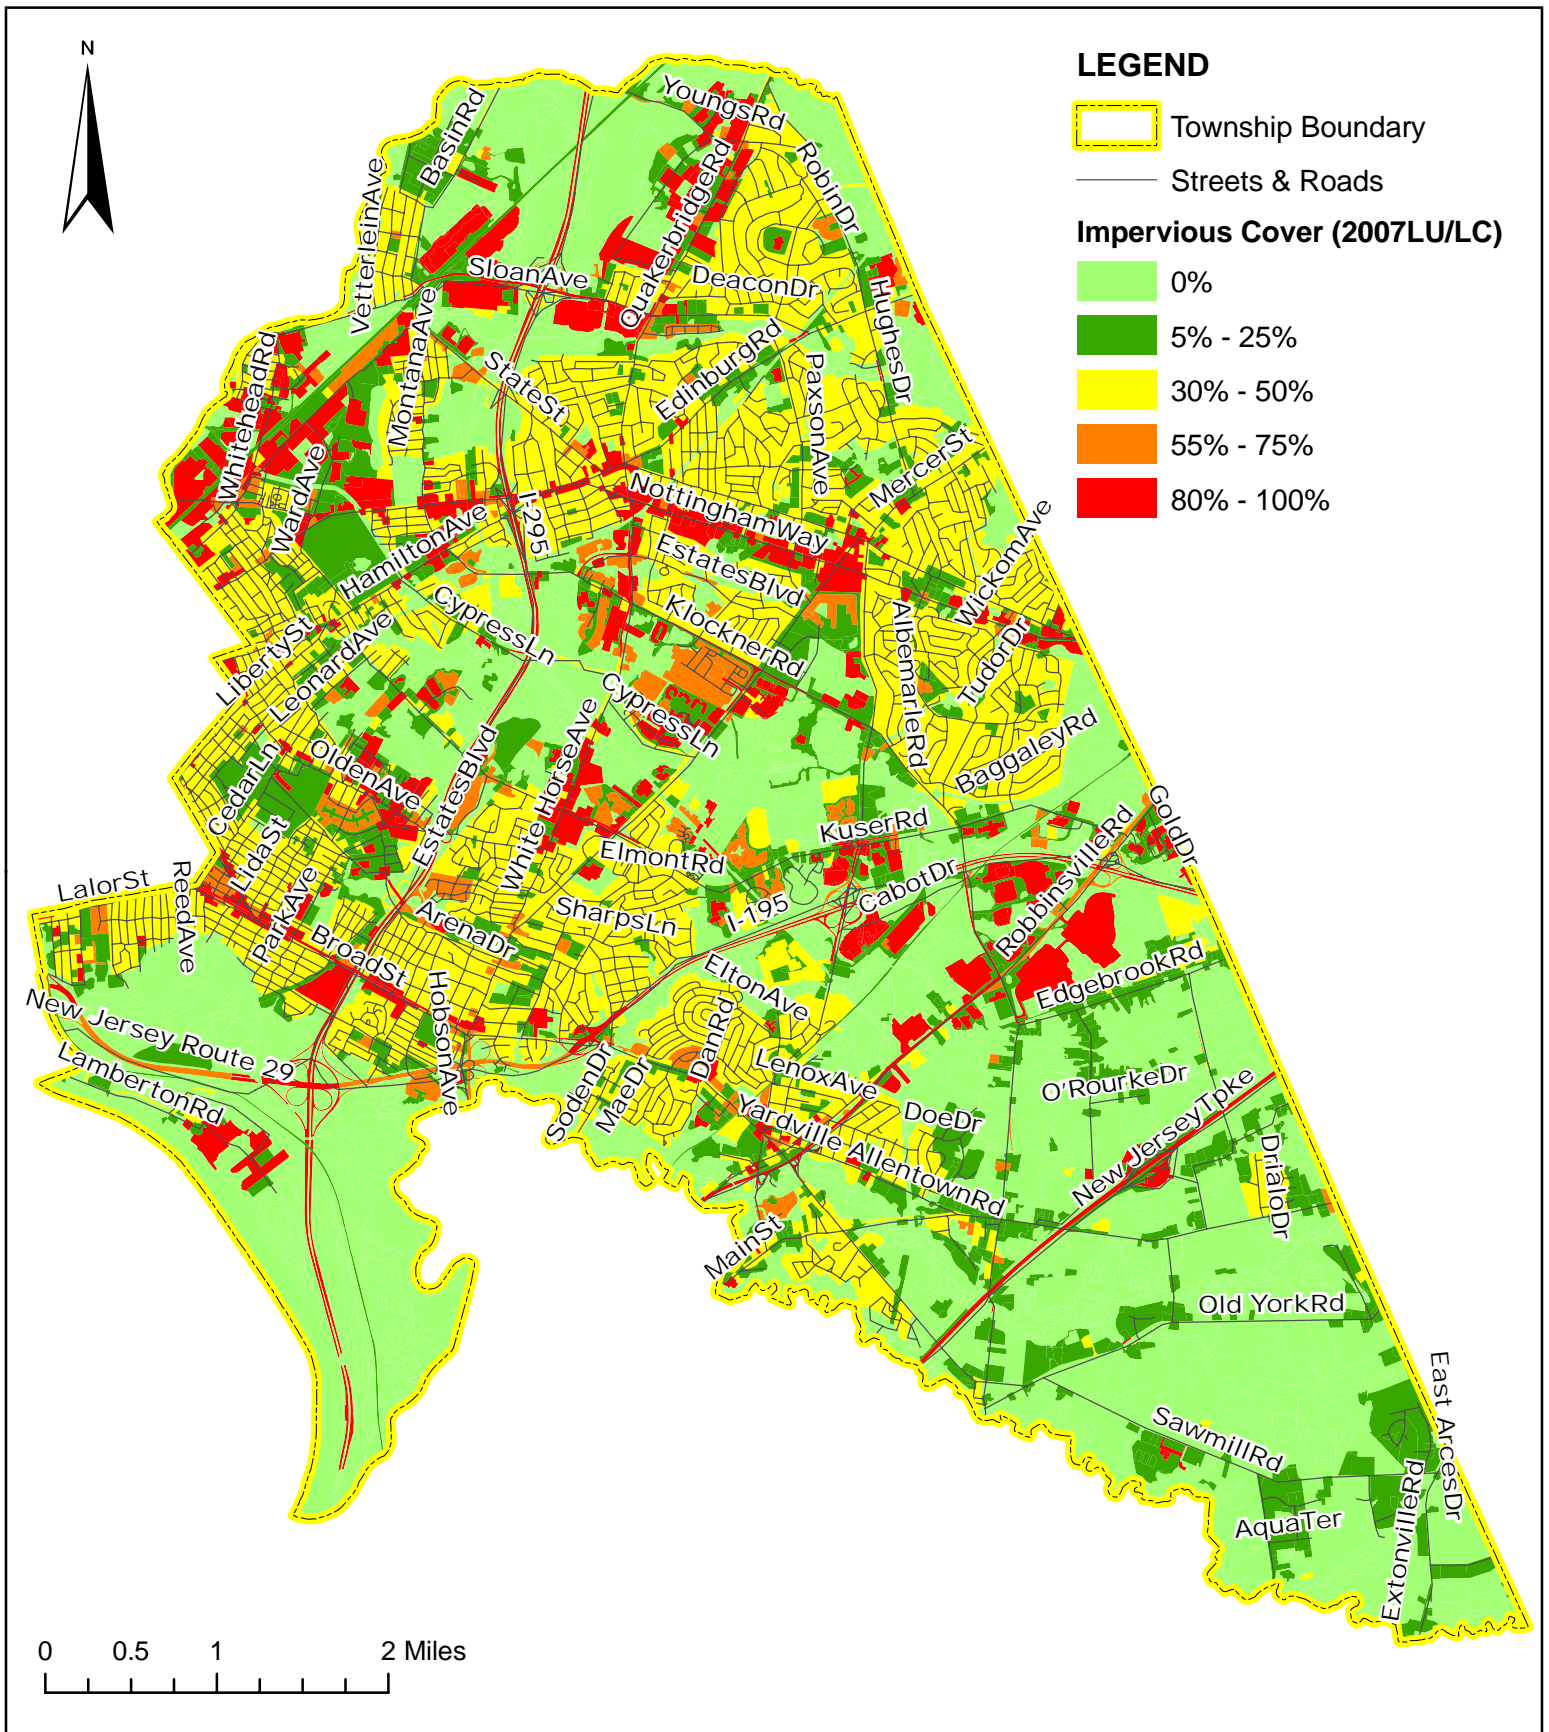 N
LEGEND
Township Boundary
Streets & Roads
Impervious Cover (2007LU/LC)
0%
5% - 25%
30% - 50%
55% - 75%
80% - 100%
YoungsRd
BasinRd
RobinDr
VetterleinAve
QuakerbridgeRd
SloanAve
DeaconDr
HughesDr
MontanaAve
WhiteheadRd
StateSt
EdinburgRd
PaxsonAve
MercerSt
WardAve
I-295
NottinghamWay
HamiltonAve
EstatesBlvd
WickomAve
CypressLn
KlocknerRd
AlbemarleRd
TudorDr
LibertySt
LeonardAve
CypressLn
BaggaleyRd
CedarLn
OldenAve
EstatesBlvd
White HorseAve
GoldDr
KuserRd
LidaSt
ElmontRd
RobbinsvilleRd
CabotDr
LalorSt
ReedAve
ParkAve
ArenaDr
SharpsLn
I-195
BroadSt
EltonAve
EdgebrookRd
HobsonAve
New Jersey Route 29
DanRd
LambertonRd
SodenDr
MaeDr
LenoxAve
O'RourkeDr
DoeDr
Yardville AllentownRd
New JerseyTpke
DrialoDr
MainSt
Old YorkRd
East ArcesDr
SawmillRd
AquaTer
ExtonvilleRd
0 0.5 1 2 Miles